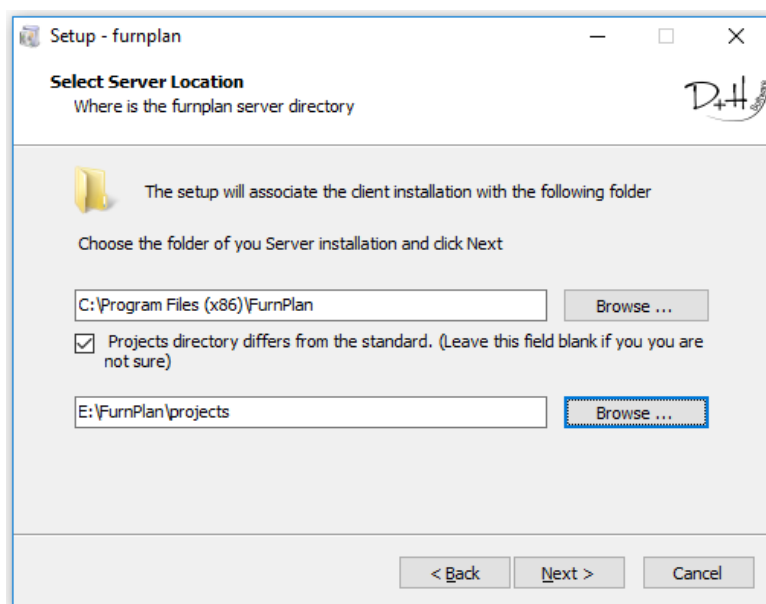 Setup - furnplan
Select Server Location
Where is the furnplan server directory
D+H Software
The setup will associate the client installation with the following folder
Choose the folder of you Server installation and click Next
C:\Program Files (x86)\FurnPlan
Browse ...
Projects directory differs from the standard. (Leave this field blank if you you are
not sure)
E:\FurnPlan\projects
Browse ...
< Back
Next >
Cancel